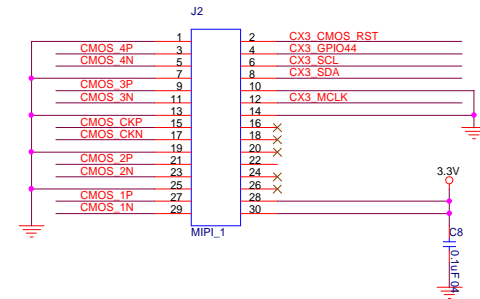 J2
1 2 CX3_CMOS_RST
CMOS_4P 3 4 CX3_GPIO44
CMOS_4N 5 6 CX3_SCL
7 8 CX3_SDA
CMOS_3P 9 10
CMOS_3N 11 12 CX3_MCLK
13 14
CMOS_CKP 15 16
CMOS_CKN 17 18
19 20
CMOS_2P 21 22
CMOS_2N 23 24
25 26
CMOS_1P 27 28
CMOS_1N 29 30
MIPI_1
3.3V
C8
0.1uF 04